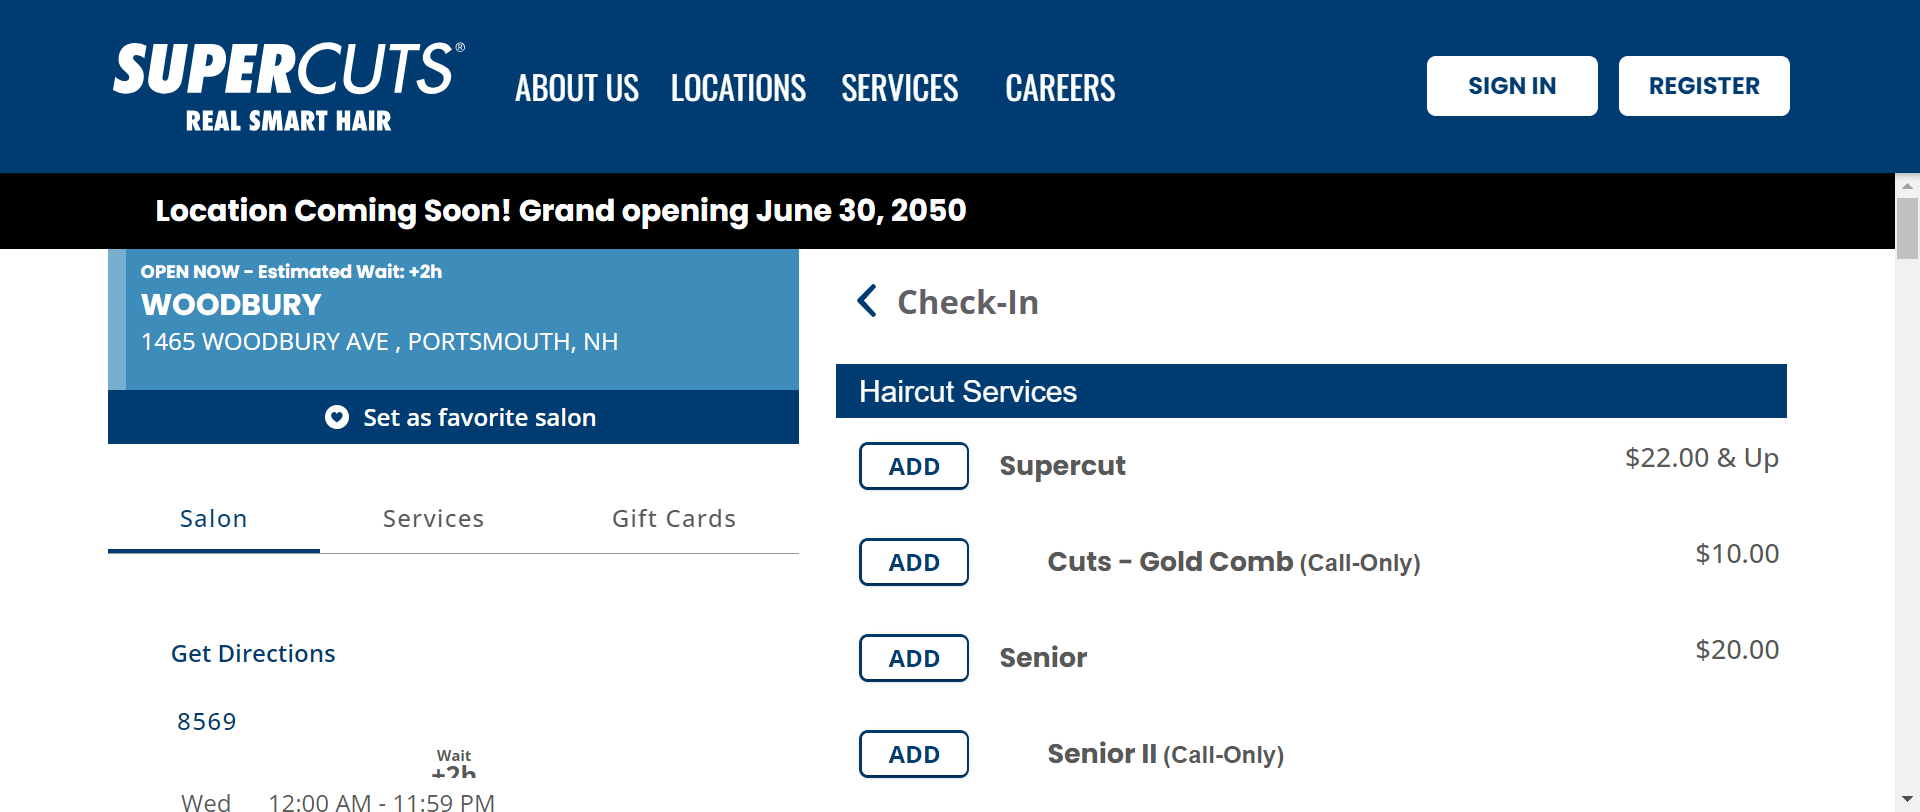 SUPERCUTS®
REAL SMART HAIR
ABOUT US
LOCATIONS
SERVICES
CAREERS
SIGN IN
REGISTER
Location Coming Soon! Grand opening June 30, 2050
OPEN NOW - Estimated Wait: +2h
WOODBURY
1465 WOODBURY AVE , PORTSMOUTH, NH
Set as favorite salon
Salon
Services
Gift Cards
Get Directions
8569
Wait
+2h
Wed 12:00 AM - 11:59 PM
Check-In
Haircut Services
ADD Supercut $22.00 & Up
ADD Cuts - Gold Comb (Call-Only) $10.00
ADD Senior $20.00
ADD Senior II (Call-Only)